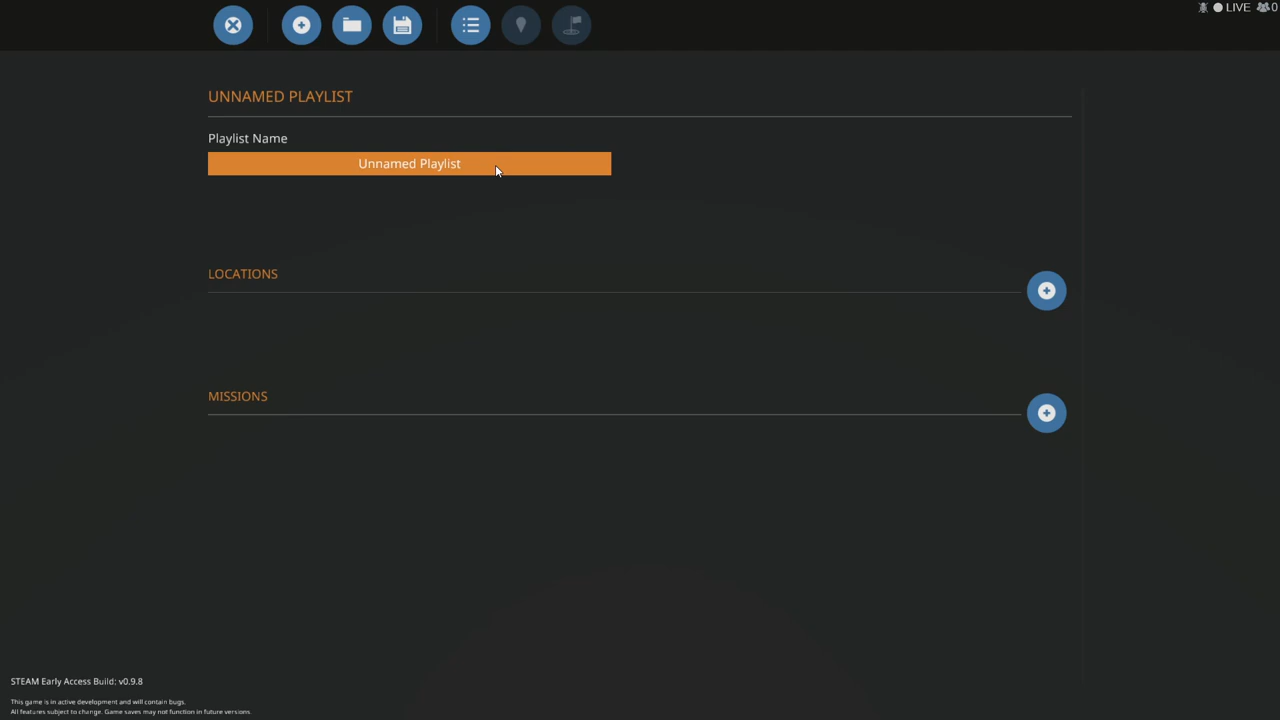 LIVE 0
UNNAMED PLAYLIST
Playlist Name
Unnamed Playlist
LOCATIONS
MISSIONS
STEAM Early Access Build: v0.9.8
This game is in active development and will contain bugs.
All features subject to change. Game saves may not function in future versions.